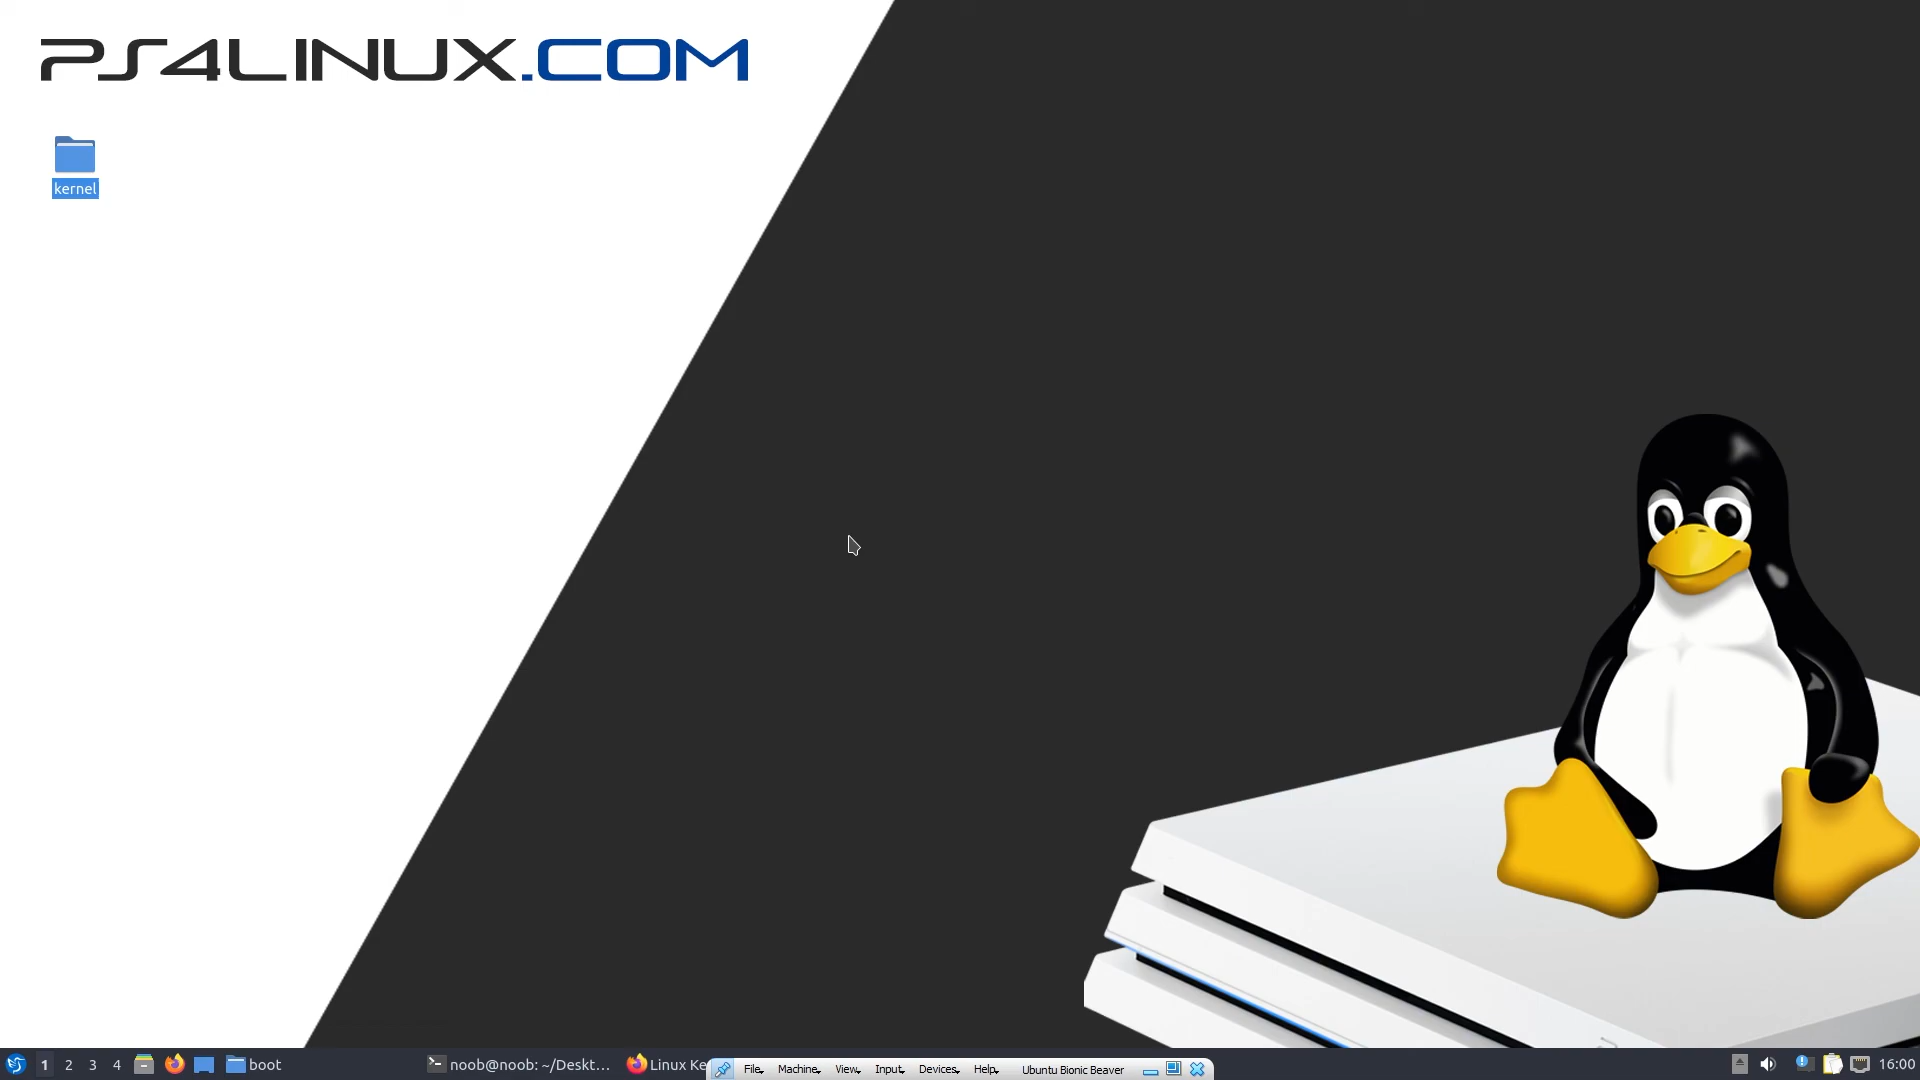 PS4LINUX.COM
kernel
1 2 3 4 boot noob@noob: ~/Deskt... Linux Ke File Machine View Input Devices Help Ubuntu Bionic Beaver 16:00